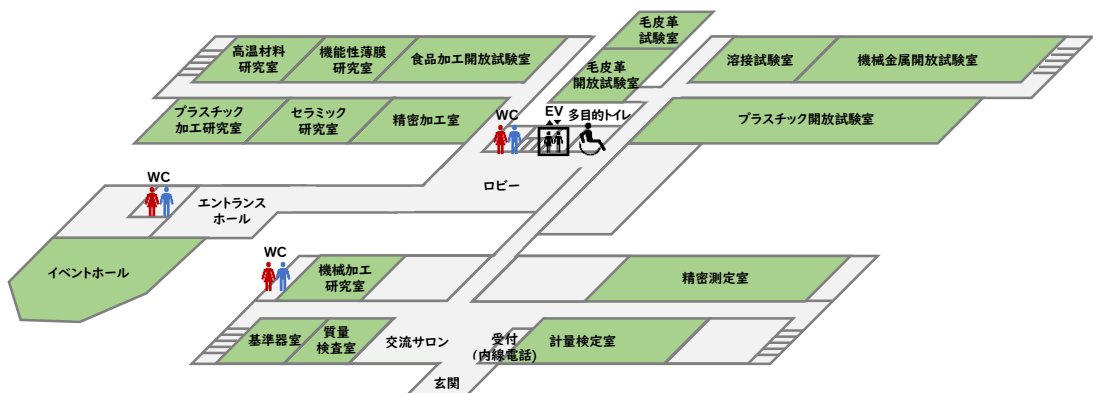 毛皮革
試験室
高温材料
研究室
機能性薄膜
研究室
食品加工開放試験室
毛皮革
開放試験室
溶接試験室
機械金属開放試験室
プラスチック
加工研究室
セラミック
研究室
精密加工室
WC
EV
多目的トイレ
プラスチック開放試験室
WC
エントランス
ホール
ロビー
イベントホール
WC
機械加工
研究室
精密測定室
基準器室
質量
検査室
交流サロン
受付
(内線電話)
計量検定室
玄関